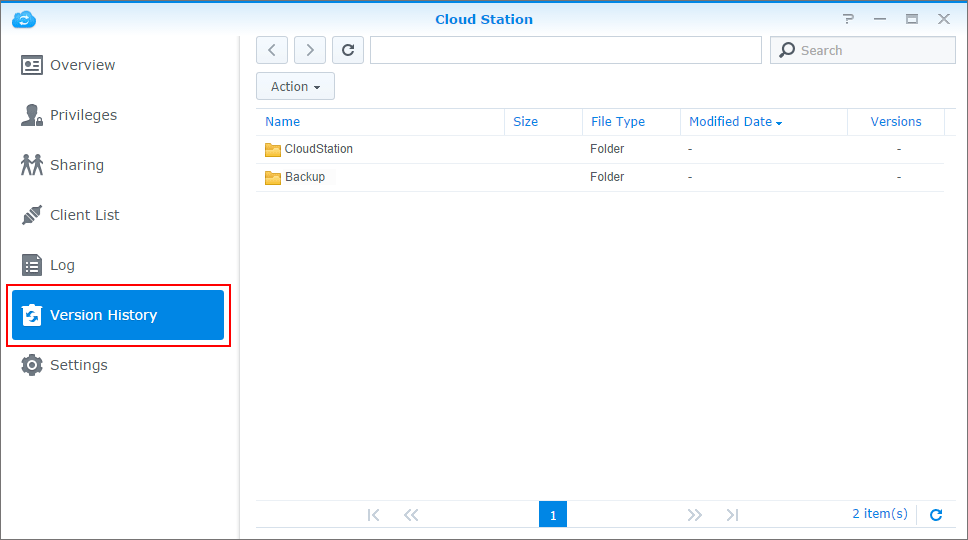 Cloud Station
Overview
Privileges
Sharing
Client List
Log
Version History
Settings
Search
Action
Name Size File Type Modified Date Versions
CloudStation Folder - -
Backup Folder - -
1 2 item(s)